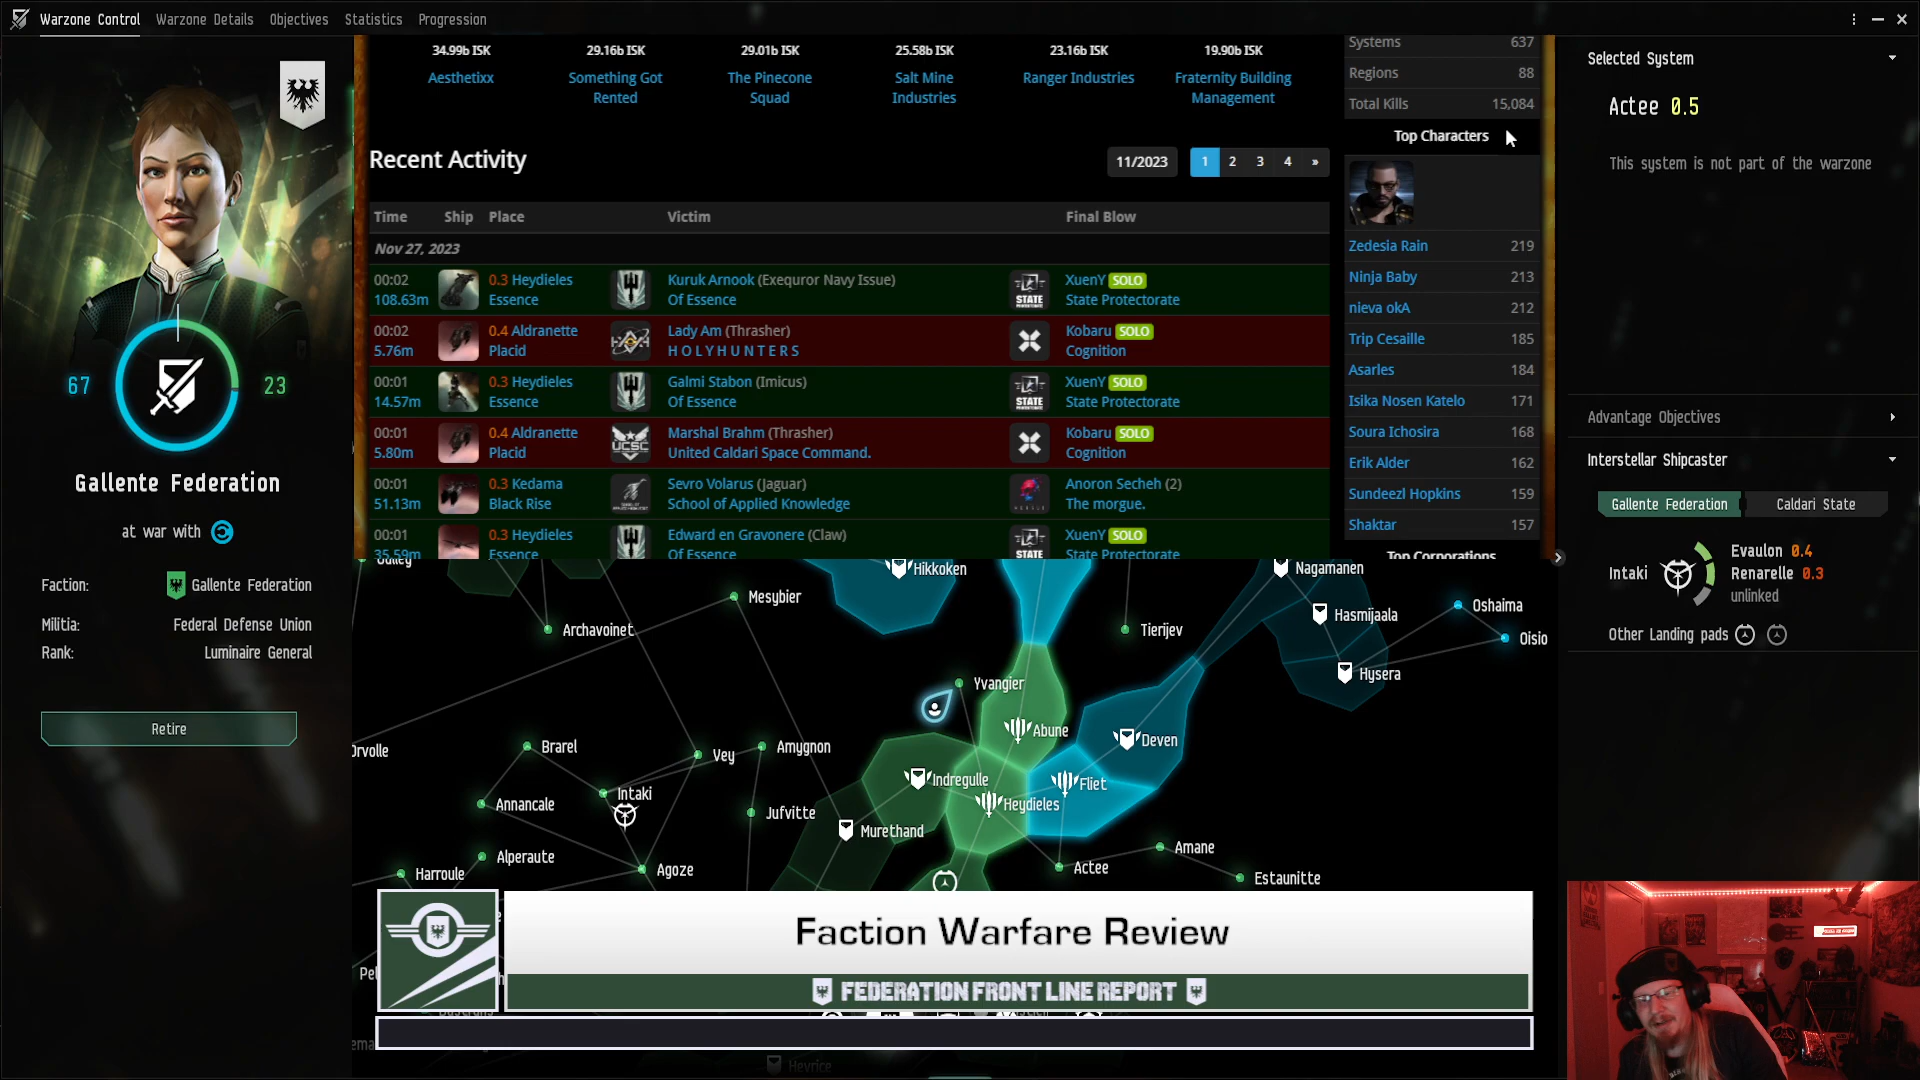 Warzone Control
Warzone Details
Objectives
Statistics
Progression
67
23
Gallente Federation
at war with
Faction: Gallente Federation
Militia: Federal Defense Union
Rank: Luminaire General
Retire
34.99b ISK
29.16b ISK
29.01b ISK
25.58b ISK
23.16b ISK
19.90b ISK
Aesthetixx
Something Got
Rented
The Pinecone
Squad
Salt Mine
Industries
Ranger Industries
Fraternity Building
Management
Recent Activity
11/2023
1 2 3 4 »
Time Ship Place Victim Final Blow
Nov 27, 2023
00:02 0.3 Heydieles Kuruk Arnook (Exequror Navy Issue) XuenY SOLO
108.63m Essence Of Essence STATE State Protectorate
00:02 0.4 Aldranette Lady Am (Thrasher) Kobaru SOLO
5.76m Placid H O L Y H U N T E R S Cognition
00:01 0.3 Heydieles Galmi Stabon (Imicus) XuenY SOLO
14.57m Essence Of Essence STATE State Protectorate
00:01 0.4 Aldranette Marshal Brahm (Thrasher) Kobaru SOLO
5.80m Placid UCSC United Caldari Space Command. Cognition
00:01 0.3 Kedama Sevro Volarus (Jaguar) Anoron Secheh (2)
51.13m Black Rise School of Applied Knowledge The morgue.
00:01 0.3 Heydieles Edward en Gravonere (Claw) XuenY SOLO
35.59m Essence Of Essence STATE State Protectorate
Systems 637
Regions 88
Total Kills 15,084
Top Characters
Zedesia Rain 219
Ninja Baby 213
nieva okA 212
Trip Cesaille 185
Asarles 184
Isika Nosen Katelo 171
Soura Ichosira 168
Erik Alder 162
Sundeezl Hopkins 159
Shaktar 157
Top Corporations
Selected System
Actee 0.5
This system is not part of the warzone
Advantage Objectives
Interstellar Shipcaster
Gallente Federation
Caldari State
Intaki
Evaulon 0.4
Renarelle 0.3
unlinked
Other Landing pads
Hikkoken
Nagamanen
Mesybier
Hasmijaala
Oshaima
Archavoinet
Tierijev
Oisio
Hysera
Yvangier
Abune
Deven
Orvolle
Brarel
Vey
Amygnon
Indregulle
Fliet
Intaki
Annancale
Jufvitte
Heydieles
Murethand
Amane
Alperaute
Agoze
Actee
Harroule
Estaunitte
Faction Warfare Review
FEDERATION FRONT LINE REPORT
Hevrice